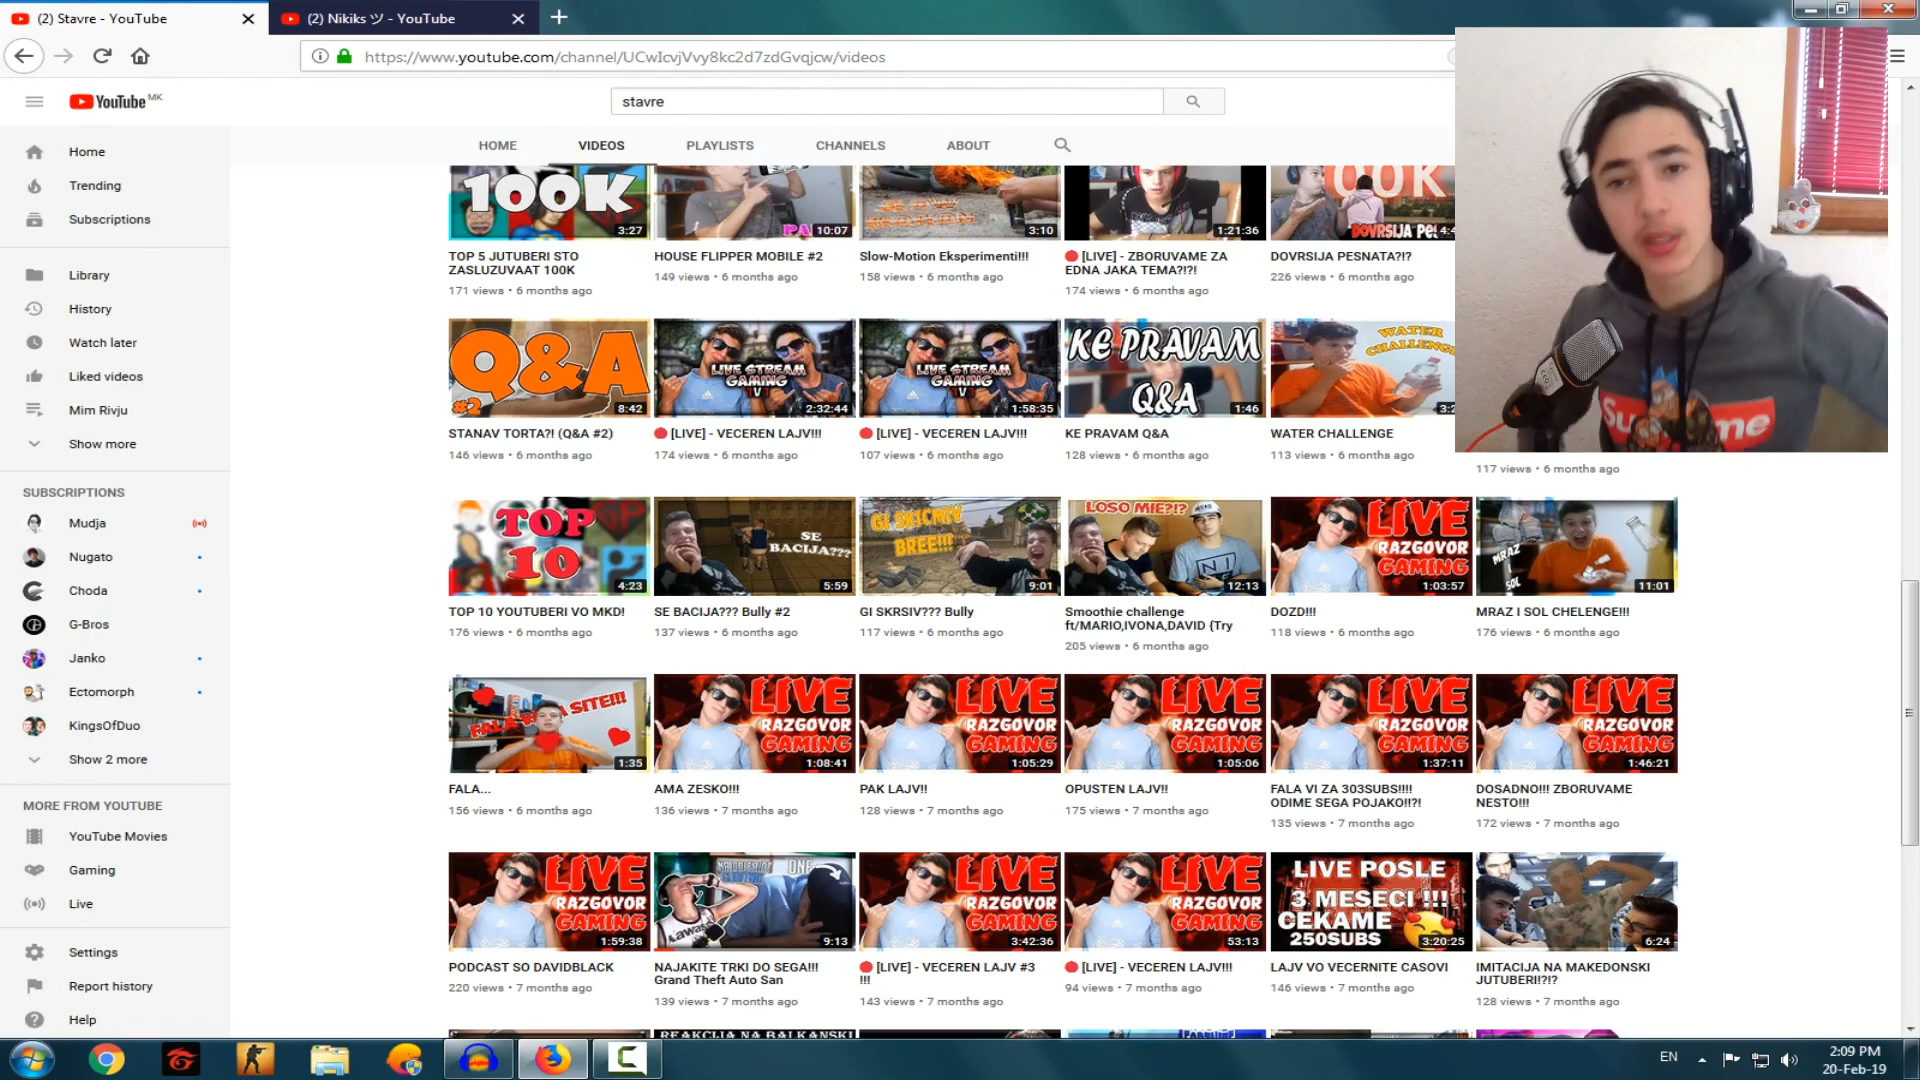 (2) Stavre - YouTube
(2) Nikiks ツ - YouTube
https://www.youtube.com/channel/UCwIcvjVvy8kc2d7zdGvqjcw/videos
YouTube MK
stavre
HOME
VIDEOS
PLAYLISTS
CHANNELS
ABOUT
Home
Trending
Subscriptions
Library
History
Watch later
Liked videos
Mim Rivju
Show more
SUBSCRIPTIONS
Mudja
Nugato
Choda
G-Bros
Janko
Ectomorph
KingsOfDuo
Show 2 more
MORE FROM YOUTUBE
YouTube Movies
Gaming
Live
Settings
Report history
Help
100K
3:27
10:07
3:10
1:21:36
TOP 5 JUTUBERI STO
ZASLUZUVAAT 100K
171 views • 6 months ago
HOUSE FLIPPER MOBILE #2
149 views • 6 months ago
Slow-Motion Eksperimenti!!!
158 views • 6 months ago
[LIVE] - ZBORUVAME ZA
EDNA JAKA TEMA?!?!
174 views • 6 months ago
DOVRSIJA PESNATA?!?
226 views • 6 months ago
Q&A
#2
8:42
LIVE STREAM
GAMING
2:32:44
LIVE STREAM
GAMING
1:58:35
KE PRAVAM
Q&A
1:46
WATER
CHALLENGE
STANAV TORTA?! (Q&A #2)
146 views • 6 months ago
[LIVE] - VECEREN LAJV!!!
174 views • 6 months ago
[LIVE] - VECEREN LAJV!!!
107 views • 6 months ago
KE PRAVAM Q&A
128 views • 6 months ago
WATER CHALLENGE
113 views • 6 months ago
117 views • 6 months ago
TOP
10
4:23
SE
BACIJA???
5:59
GI SKICMIV
BREE!!!
9:01
LOSO MIE?!?
12:13
LIVE
RAZGOVOR
GAMING
1:03:57
MRAZ
I
SOL
11:01
TOP 10 YOUTUBERI VO MKD!
176 views • 6 months ago
SE BACIJA??? Bully #2
137 views • 6 months ago
GI SKRSIV??? Bully
117 views • 6 months ago
Smoothie challenge
ft/MARIO,IVONA,DAVID {Try
205 views • 6 months ago
DOZD!!!
118 views • 6 months ago
MRAZ I SOL CHELENGE!!!
176 views • 6 months ago
1:35
LIVE
RAZGOVOR
GAMING
1:08:41
LIVE
RAZGOVOR
GAMING
1:05:29
LIVE
RAZGOVOR
GAMING
1:05:06
LIVE
RAZGOVOR
GAMING
1:37:11
LIVE
RAZGOVOR
GAMING
1:46:21
FALA...
156 views • 6 months ago
AMA ZESKO!!!
136 views • 7 months ago
PAK LAJV!!
128 views • 7 months ago
OPUSTEN LAJV!!
175 views • 7 months ago
FALA VI ZA 303SUBS!!!!
ODIME SEGA POJAKO!!?!
135 views • 7 months ago
DOSADNO!!! ZBORUVAME
NESTO!!!
172 views • 7 months ago
LIVE
RAZGOVOR
GAMING
1:59:38
9:13
LIVE
RAZGOVOR
GAMING
3:42:36
LIVE
RAZGOVOR
GAMING
53:13
LIVE POSLE
3 MESECI !!!
CEKAME
250SUBS
3:20:25
6:24
PODCAST SO DAVIDBLACK
220 views • 7 months ago
NAJAKITE TRKI DO SEGA!!!
Grand Theft Auto San
139 views • 7 months ago
[LIVE] - VECEREN LAJV #3
!!!
143 views • 7 months ago
[LIVE] - VECEREN LAJV!!!
94 views • 7 months ago
LAJV VO VECERNITE CASOVI
146 views • 7 months ago
IMITACIJA NA MAKEDONSKI
JUTUBERI!?!?
128 views • 7 months ago
REAKCIJA NA BALKANSKI
EN
2:09 PM
20-Feb-19